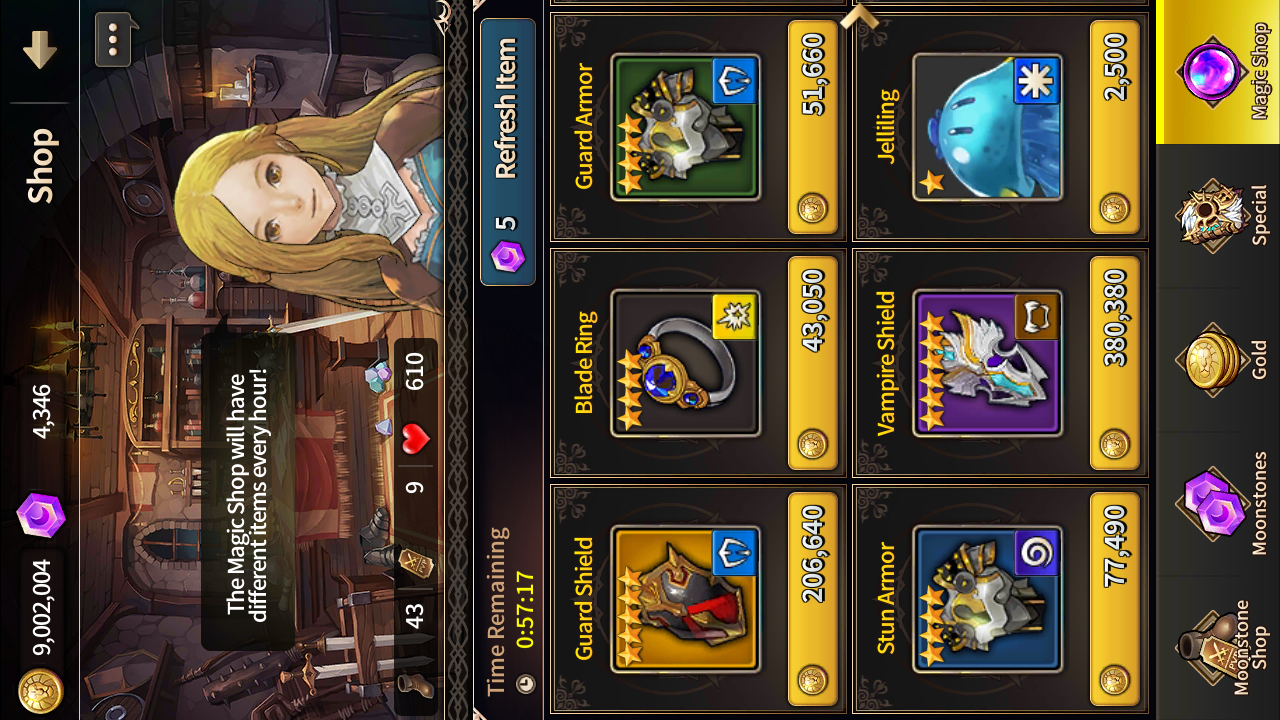 Shop
9,002,004
4,346
The Magic Shop will have
different items every hour!
43
9
610
Time Remaining
0:57:17
5 Refresh Item
Guard Shield
206,640
Blade Ring
43,050
Guard Armor
51,660
Stun Armor
77,490
Vampire Shield
380,380
Jelliling
2,500
Moonstone
Shop
Moonstones
Gold
Special
Magic Shop